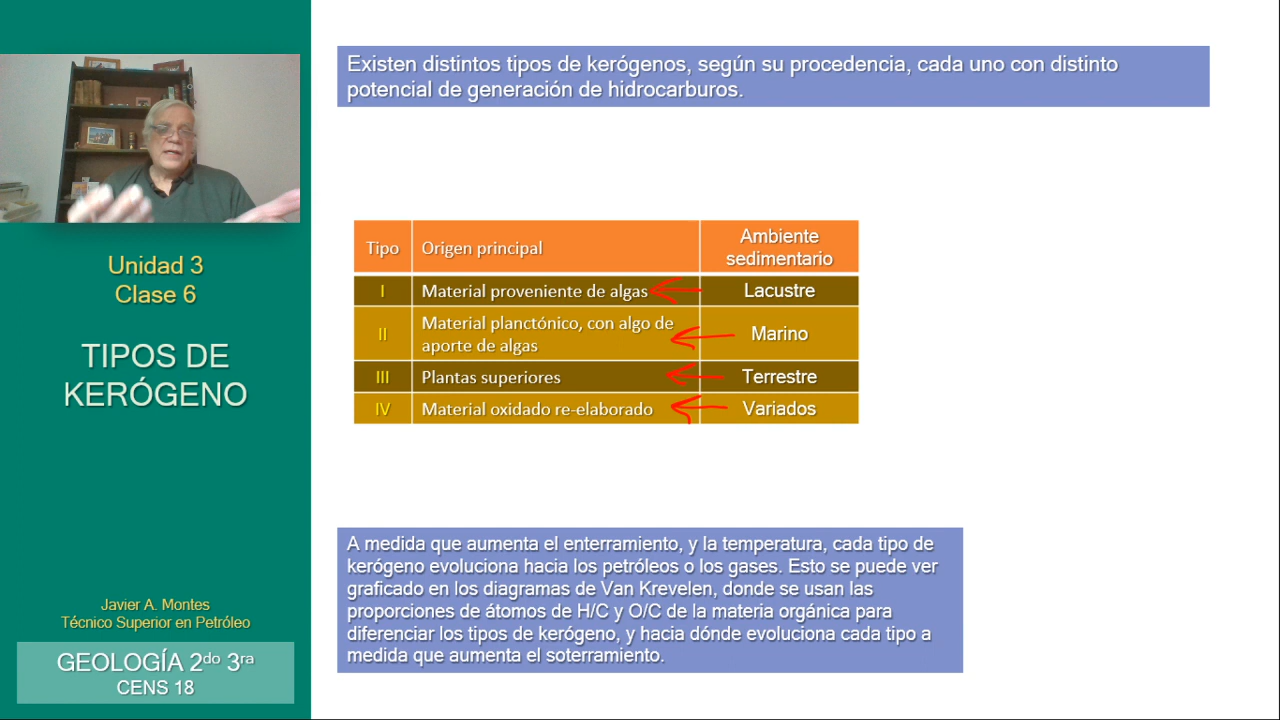 Existen distintos tipos de kerógenos, según su procedencia, cada uno con distinto
potencial de generación de hidrocarburos.
Unidad 3
Clase 6
TIPOS DE
KERÓGENO
Tipo Origen principal Ambiente sedimentario
I Material proveniente de algas Lacustre
II Material planctónico, con algo de aporte de algas Marino
III Plantas superiores Terrestre
IV Material oxidado re-elaborado Variados
A medida que aumenta el enterramiento, y la temperatura, cada tipo de
kerógeno evoluciona hacia los petróleos o los gases. Esto se puede ver
graficado en los diagramas de Van Krevelen, donde se usan las
proporciones de átomos de H/C y O/C de la materia orgánica para
diferenciar los tipos de kerógeno, y hacia dónde evoluciona cada tipo a
medida que aumenta el soterramiento.
Javier A. Montes
Técnico Superior en Petróleo
GEOLOGÍA 2do 3ra
CENS 18